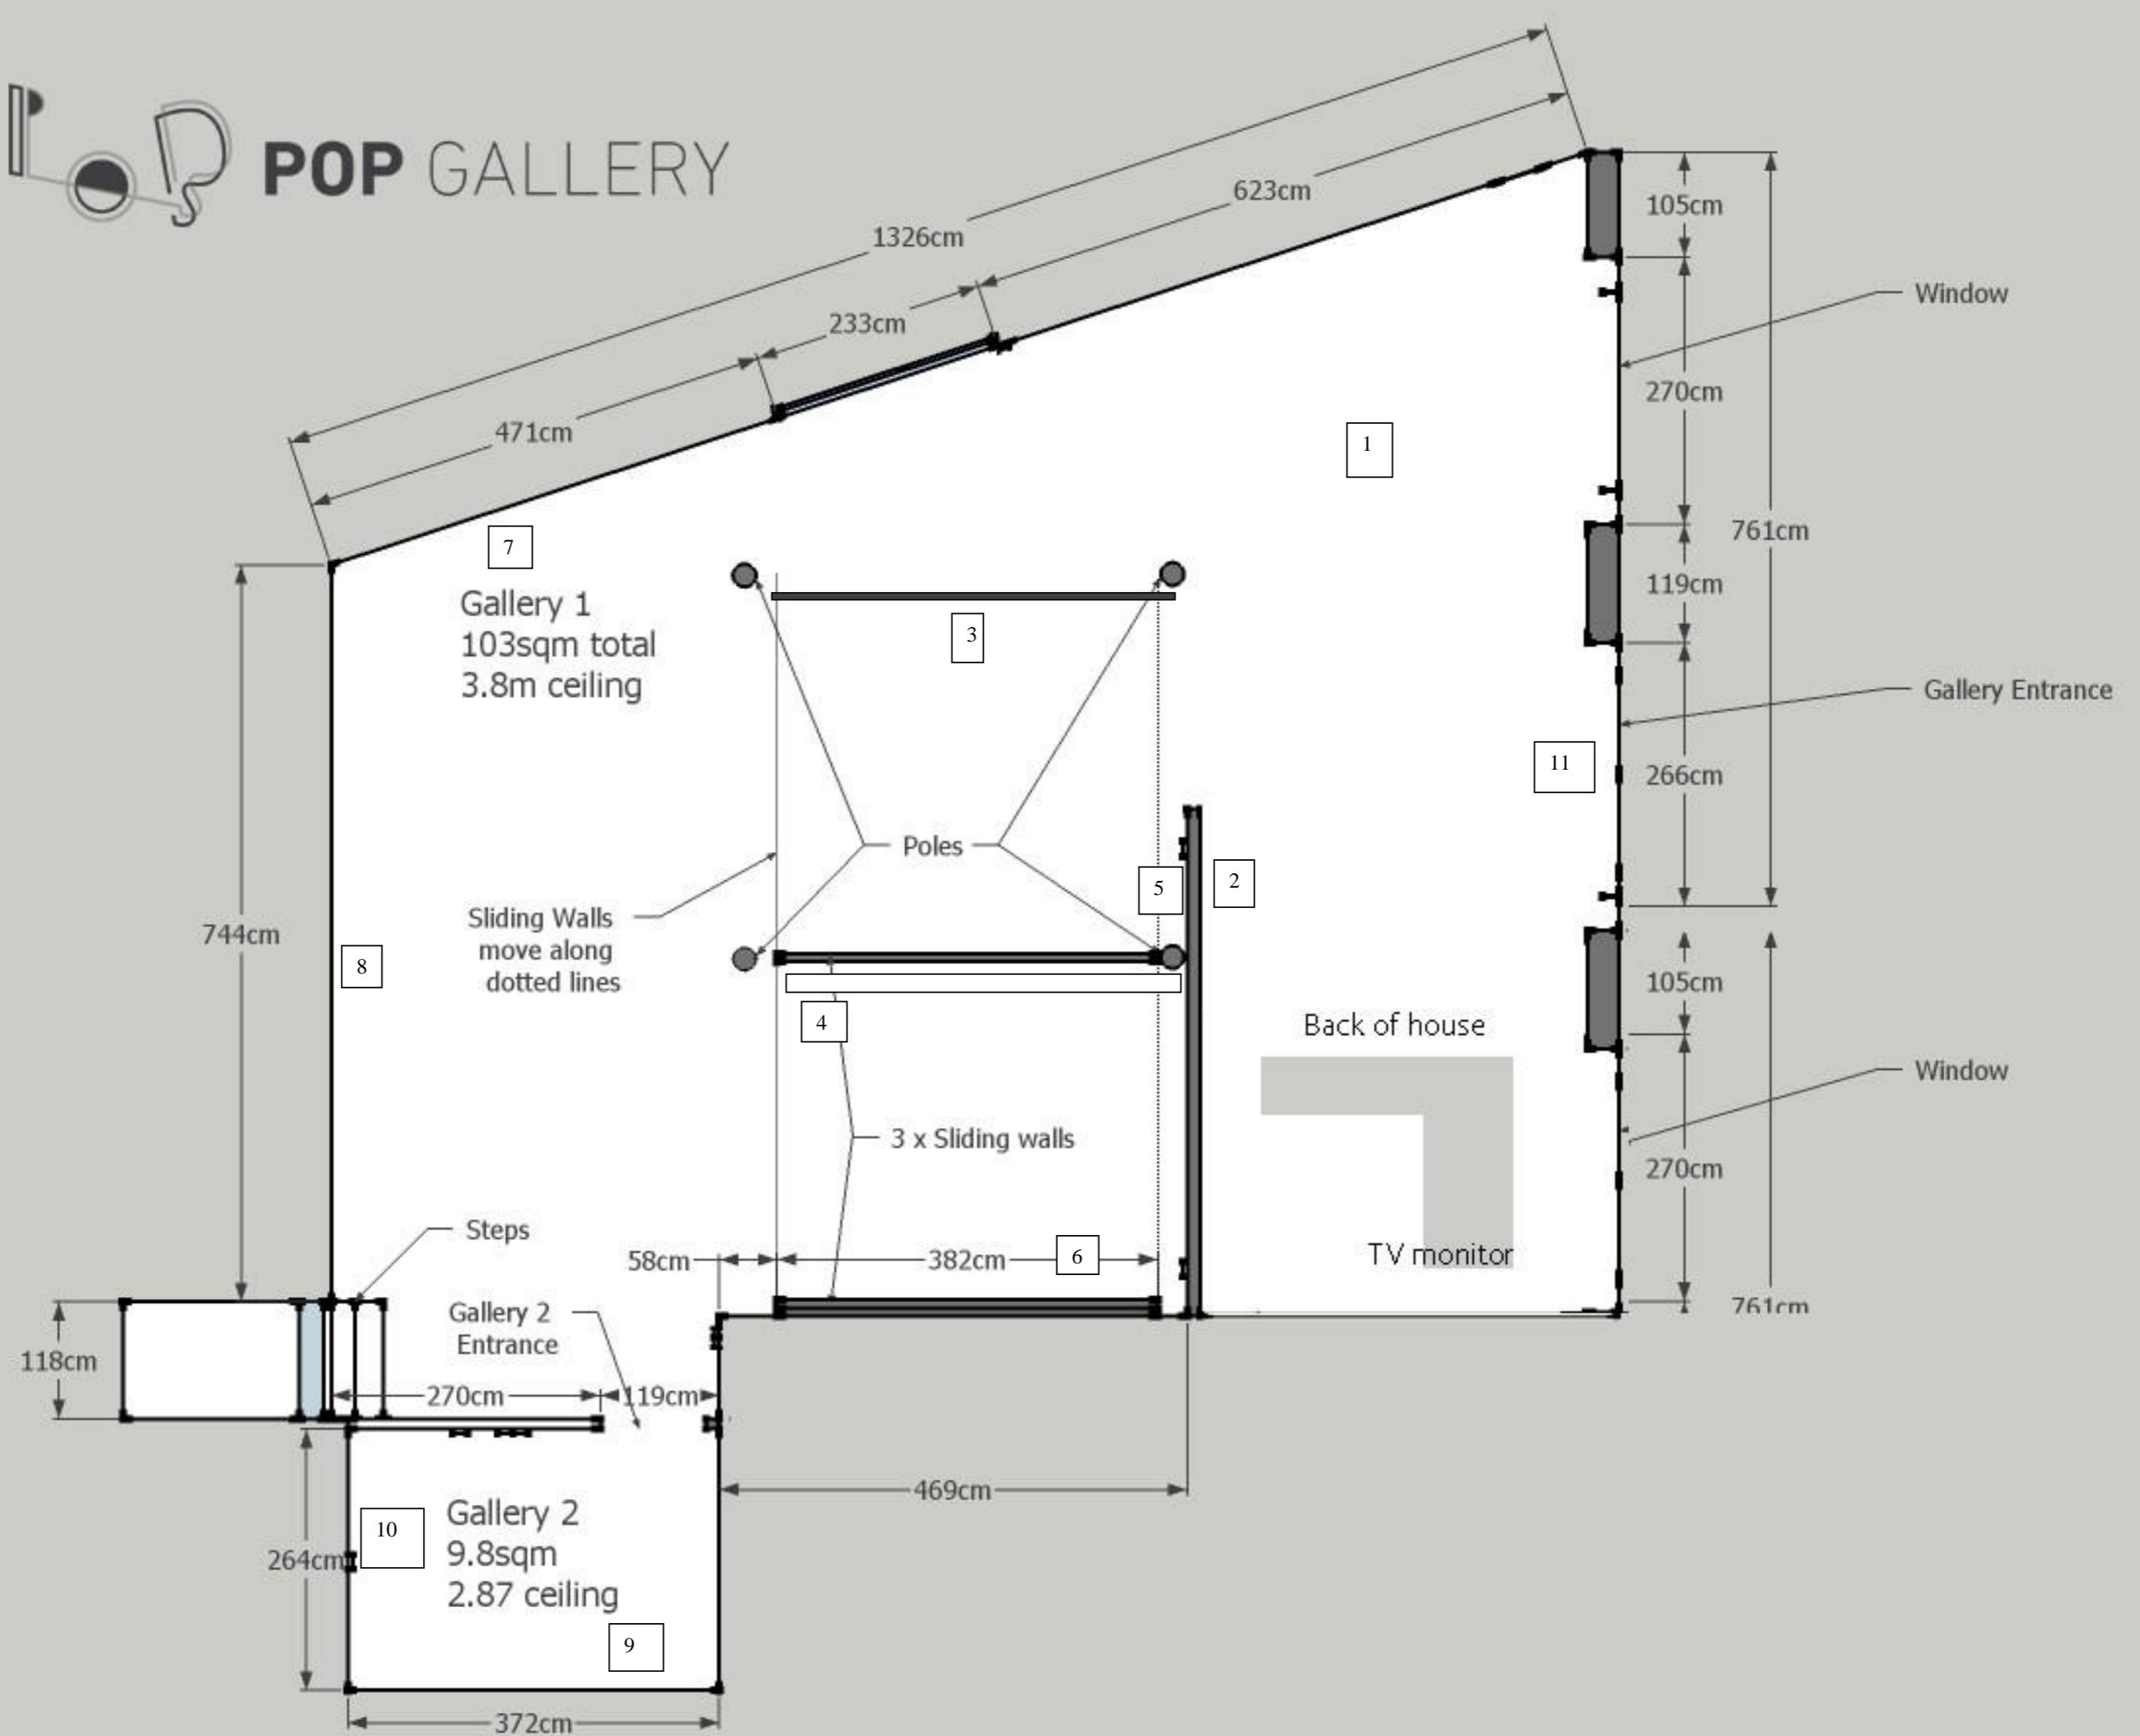 POP GALLERY
1326cm
623cm
233cm
471cm
105cm
Window
270cm
1
761cm
7
119cm
Gallery 1
103sqm total
3.8m ceiling
3
Gallery Entrance
11
266cm
Poles
5
2
Sliding Walls
move along
dotted lines
744cm
8
4
105cm
Back of house
Window
3 x Sliding walls
270cm
Steps
58cm
382cm
6
TV monitor
761cm
Gallery 2
Entrance
118cm
270cm
119cm
469cm
10
Gallery 2
9.8sqm
2.87 ceiling
264cm
9
372cm